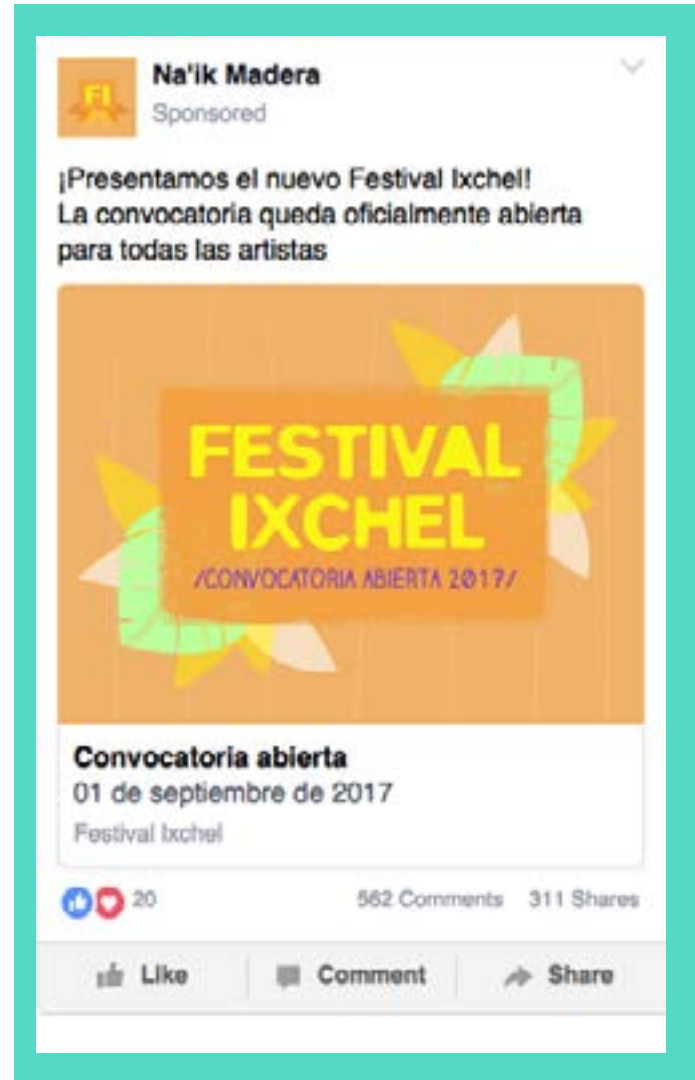 FI
Na'ik Madera
Sponsored
¡Presentamos el nuevo Festival Ixchel!
La convocatoria queda oficialmente abierta
para todas las artistas
FESTIVAL
IXCHEL
/CONVOCATORIA ABIERTA 2017/
Convocatoria abierta
01 de septiembre de 2017
Festival Ixchel
20 562 Comments 311 Shares
Like Comment Share